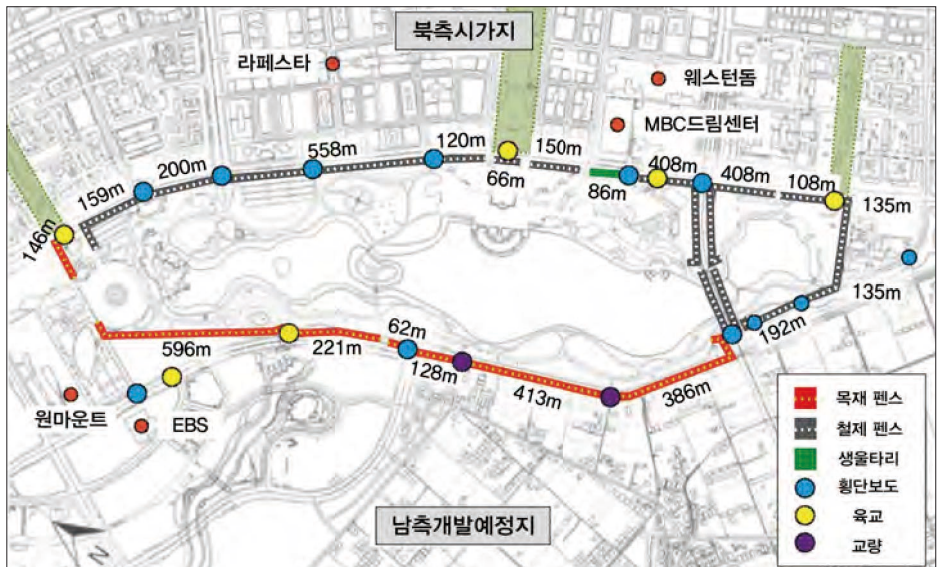 북측시가지
라페스타
웨스턴돔
MBC드림센터
558m
120m
150m
200m
159m
66m
86m
408m
408m
108m
135m
146m
135m
62m
192m
596m
221m
128m
413m
386m
원마운트
EBS
남측개발예정지
N
목재 펜스
철제 펜스
생울타리
횡단보도
육교
교량